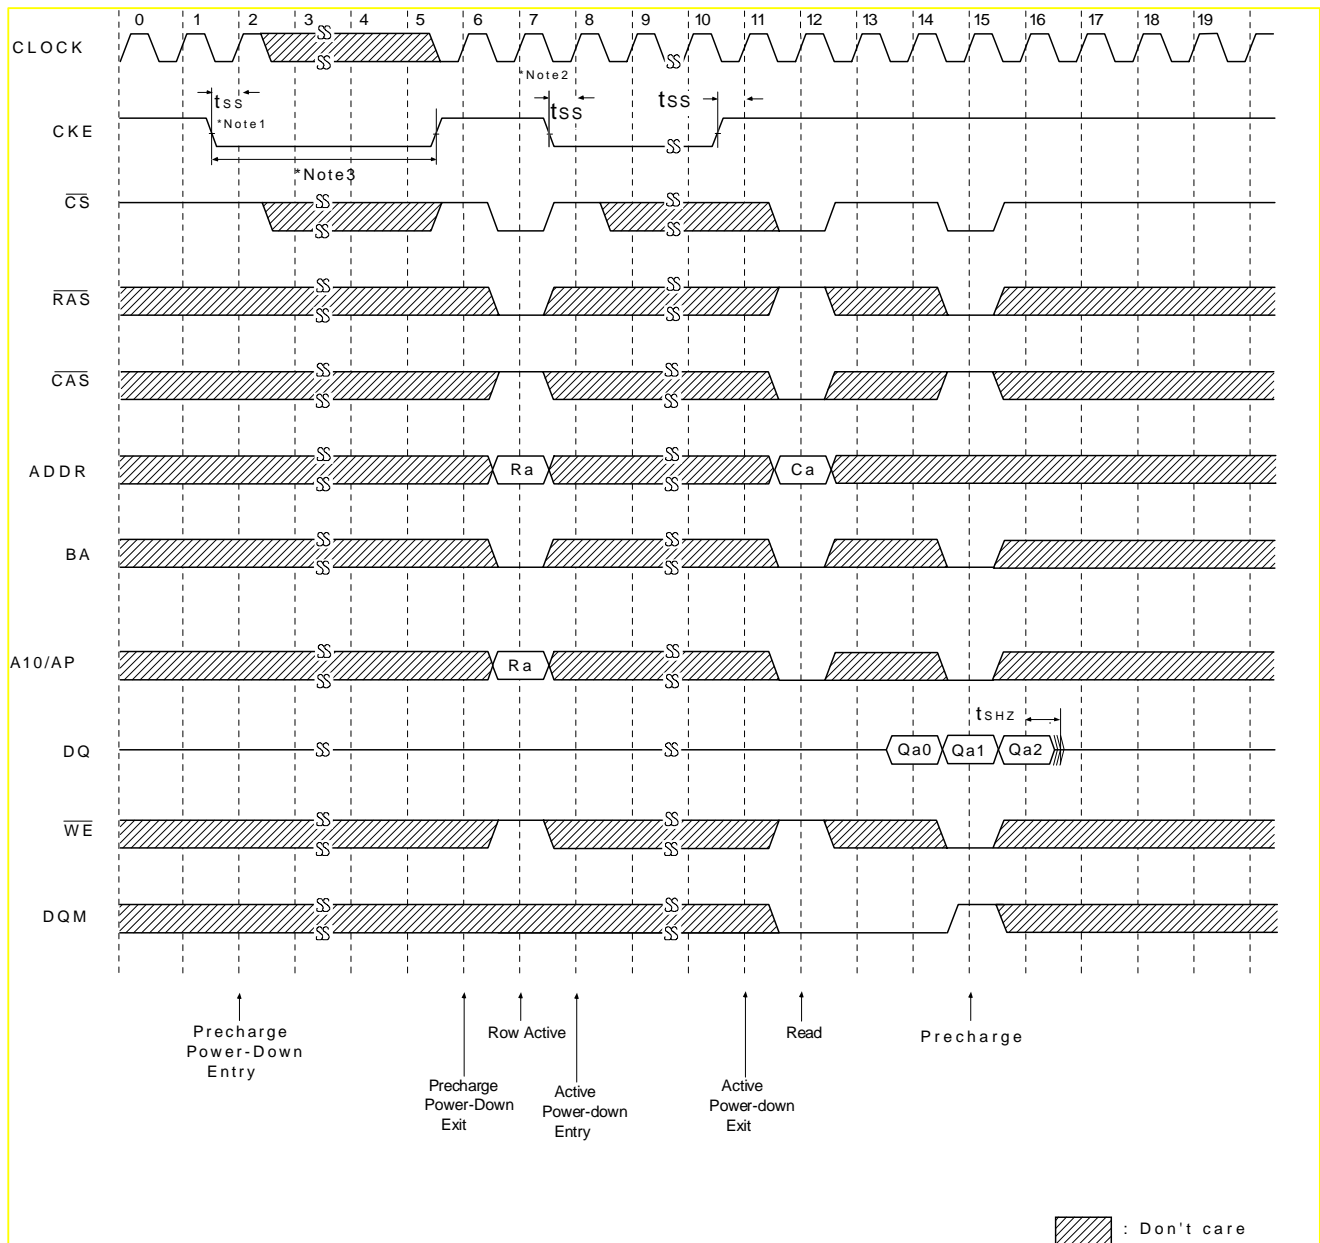 0 1 2 3 4 5 6 7 8 9 10 11 12 13 14 15 16 17 18 19
CLOCK
*Note2
tss
tss
tss
*Note1
CKE
*Note3
CS
RAS
CAS
ADDR
Ra
Ca
BA
A10/AP
Ra
tSHZ
DQ
Qa0 Qa1 Qa2
WE
DQM
Precharge
Power-Down
Entry
Row Active
Read
Precharge
Precharge
Power-Down
Exit
Active
Power-down
Entry
Active
Power-down
Exit
: Don't care